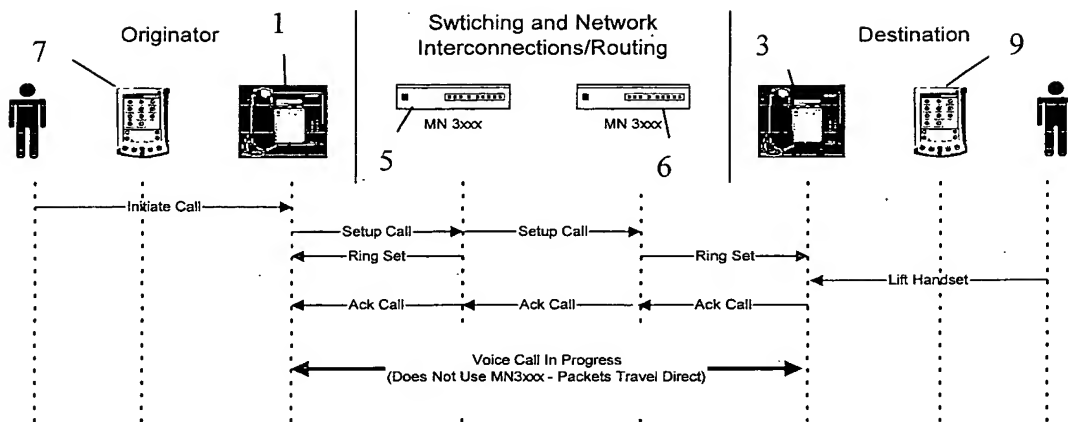 7
Originator
1
Swtiching and Network
Interconnections/Routing
3
Destination
9
MN 3xxx
MN 3xxx
5
6
Initiate Call
Setup Call
Setup Call
Ring Set
Ring Set
Lift Handset
Ack Call
Ack Call
Ack Call
Voice Call In Progress
(Does Not Use MN3xxx - Packets Travel Direct)